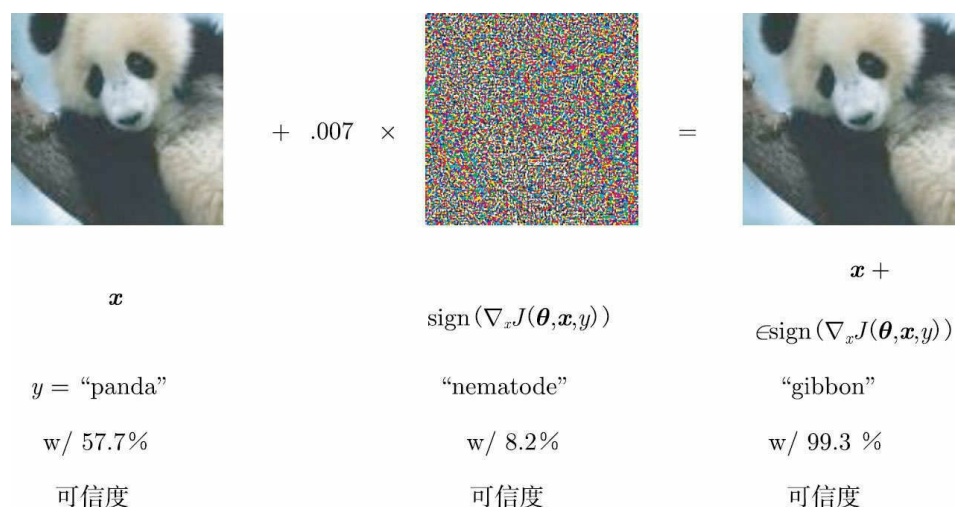 + .007 × =
x
sign(∇ₓJ(θ,x,y))
x +
∈sign(∇ₓJ(θ,x,y))
y = “panda”
“nematode”
“gibbon”
w/ 57.7%
w/ 8.2%
w/ 99.3 %
可信度
可信度
可信度